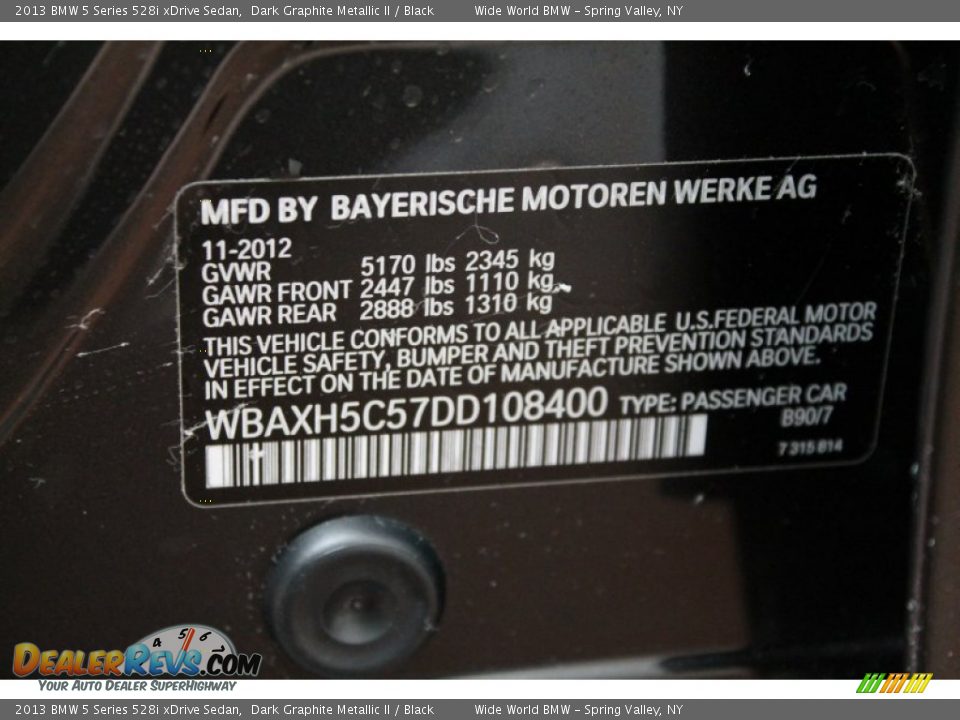 2013 BMW 5 Series 528i xDrive Sedan, Dark Graphite Metallic II / Black Wide World BMW – Spring Valley, NY
MFD BY BAYERISCHE MOTOREN WERKE AG
11-2012
GVWR 5170 lbs 2345 kg
GAWR FRONT 2447 lbs 1110 kg
GAWR REAR 2888 lbs 1310 kg
THIS VEHICLE CONFORMS TO ALL APPLICABLE U.S.FEDERAL MOTOR
VEHICLE SAFETY, BUMPER AND THEFT PREVENTION STANDARDS
IN EFFECT ON THE DATE OF MANUFACTURE SHOWN ABOVE.
WBAXH5C57DD108400 TYPE: PASSENGER CAR
B90/7
7 315 814
4 5 6
DEALERREVS.COM
YOUR AUTO DEALER SUPERHIGHWAY
2013 BMW 5 Series 528i xDrive Sedan, Dark Graphite Metallic II / Black Wide World BMW – Spring Valley, NY